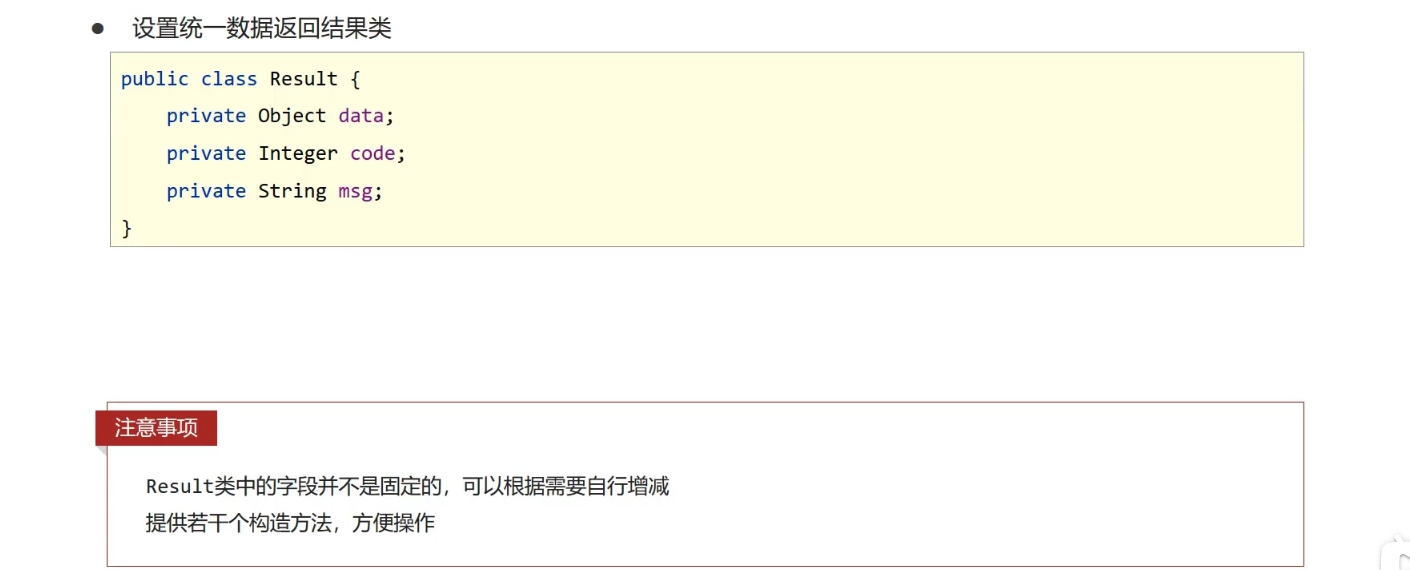 ● 设置统一数据返回结果类
public class Result {
    private Object data;
    private Integer code;
    private String msg;
}
注意事项
Result类中的字段并不是固定的，可以根据需要自行增减
提供若干个构造方法，方便操作